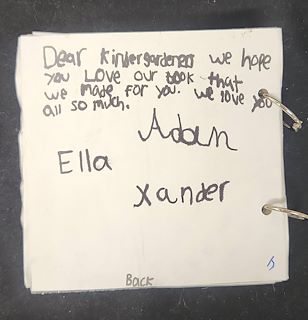 Dear Kindergardeners we hope
you Love our book that
we made for you. we love you
all so much.
Adan
Ella
Xander
Back